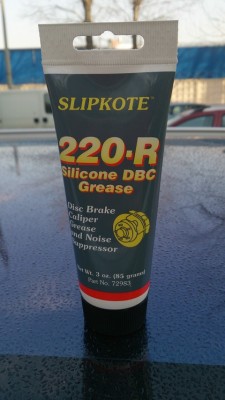 SLIPKOTE
220-R
Silicone DBC
Grease
Disc Brake
Caliper
Grease
and Noise
Suppressor
Net Wt. 3 oz. (85 grams)
Part No. 72983